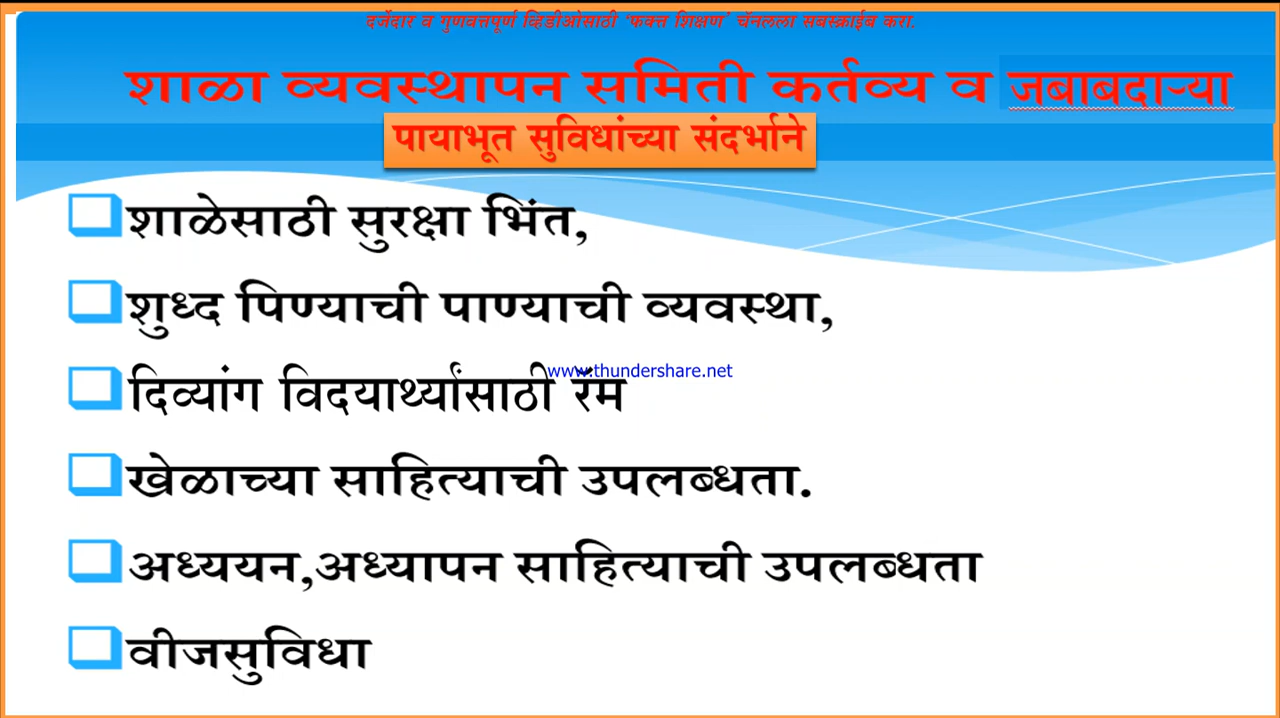 दर्जेदार व गुणवत्तपूर्ण व्हिडीओसाठी ‘फक्त शिक्षण’ चॅनलला सबस्क्राईब करा.
शाळा व्यवस्थापन समिती कर्तव्य व जबाबदाऱ्या
पायाभूत सुविधांच्या संदर्भाने
शाळेसाठी सुरक्षा भिंत,
शुध्द पिण्याची पाण्याची व्यवस्था,
www.thundershare.net
दिव्यांग विदयार्थ्यांसाठी रंम
खेळाच्या साहित्याची उपलब्धता.
अध्ययन,अध्यापन साहित्याची उपलब्धता
वीजसुविधा